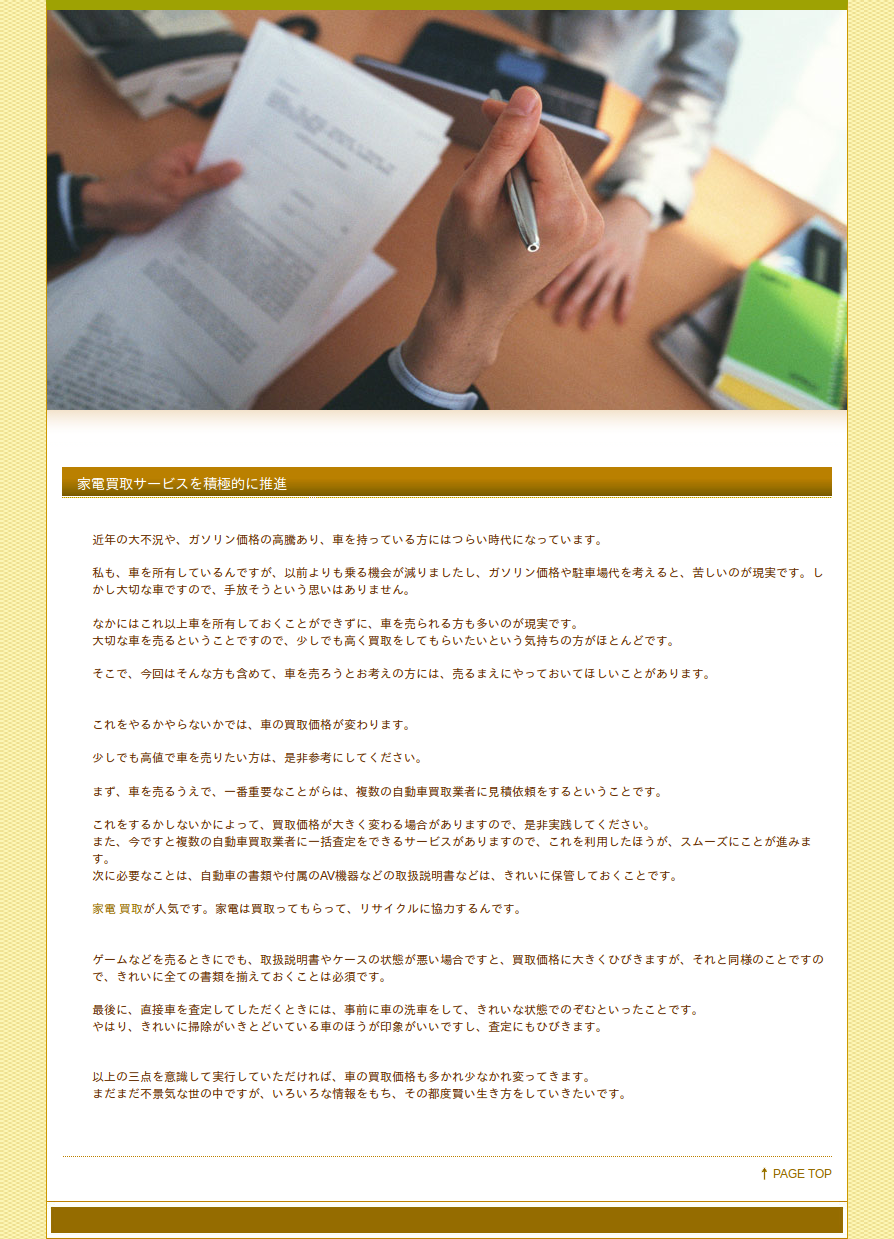 家電買取サービスを積極的に推進
近年の大不況や、ガソリン価格の高騰あり、車を持っている方にはつらい時代になっています。
私も、車を所有しているんですが、以前よりも乗る機会が減りましたし、ガソリン価格や駐車場代を考えると、苦しいのが現実です。し
かし大切な車ですので、手放そうという思いはありません。
なかにはこれ以上車を所有しておくことができずに、車を売られる方も多いのが現実です。
大切な車を売るということですので、少しでも高く買取をしてもらいたいという気持ちの方がほとんどです。
そこで、今回はそんな方も含めて、車を売ろうとお考えの方には、売るまえにやっておいてほしいことがあります。
これをやるかやらないかでは、車の買取価格が変わります。
少しでも高値で車を売りたい方は、是非参考にしてください。
まず、車を売るうえで、一番重要なことがらは、複数の自動車買取業者に見積依頼をするということです。
これをするかしないかによって、買取価格が大きく変わる場合がありますので、是非実践してください。
また、今ですと複数の自動車買取業者に一括査定をできるサービスがありますので、これを利用したほうが、スムーズにことが進みま
す。
次に必要なことは、自動車の書類や付属のAV機器などの取扱説明書などは、きれいに保管しておくことです。
家電 買取が人気です。家電は買取ってもらって、リサイクルに協力するんです。
ゲームなどを売るときにでも、取扱説明書やケースの状態が悪い場合ですと、買取価格に大きくひびきますが、それと同様のことですの
で、きれいに全ての書類を揃えておくことは必須です。
最後に、直接車を査定してしただくときには、事前に車の洗車をして、きれいな状態でのぞむといったことです。
やはり、きれいに掃除がいきとどいている車のほうが印象がいいですし、査定にもひびきます。
以上の三点を意識して実行していただければ、車の買取価格も多かれ少なかれ変ってきます。
まだまだ不景気な世の中ですが、いろいろな情報をもち、その都度賢い生き方をしていきたいです。
↑ PAGE TOP